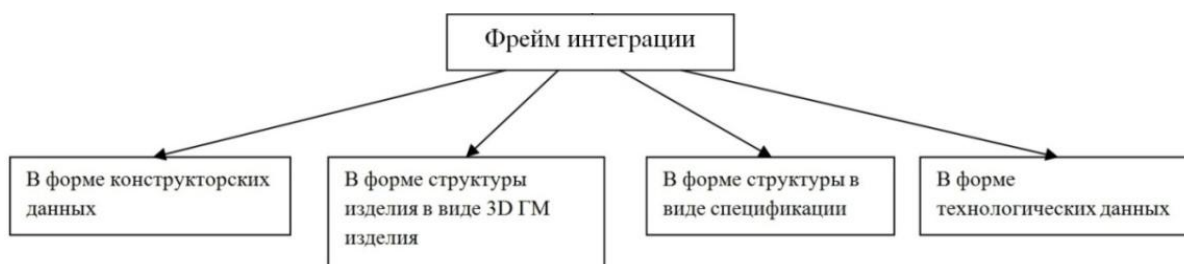 Фрейм интеграции
В форме конструкторских
данных
В форме структуры
изделия в виде 3D ГМ
изделия
В форме структуры в
виде спецификации
В форме
технологических данных